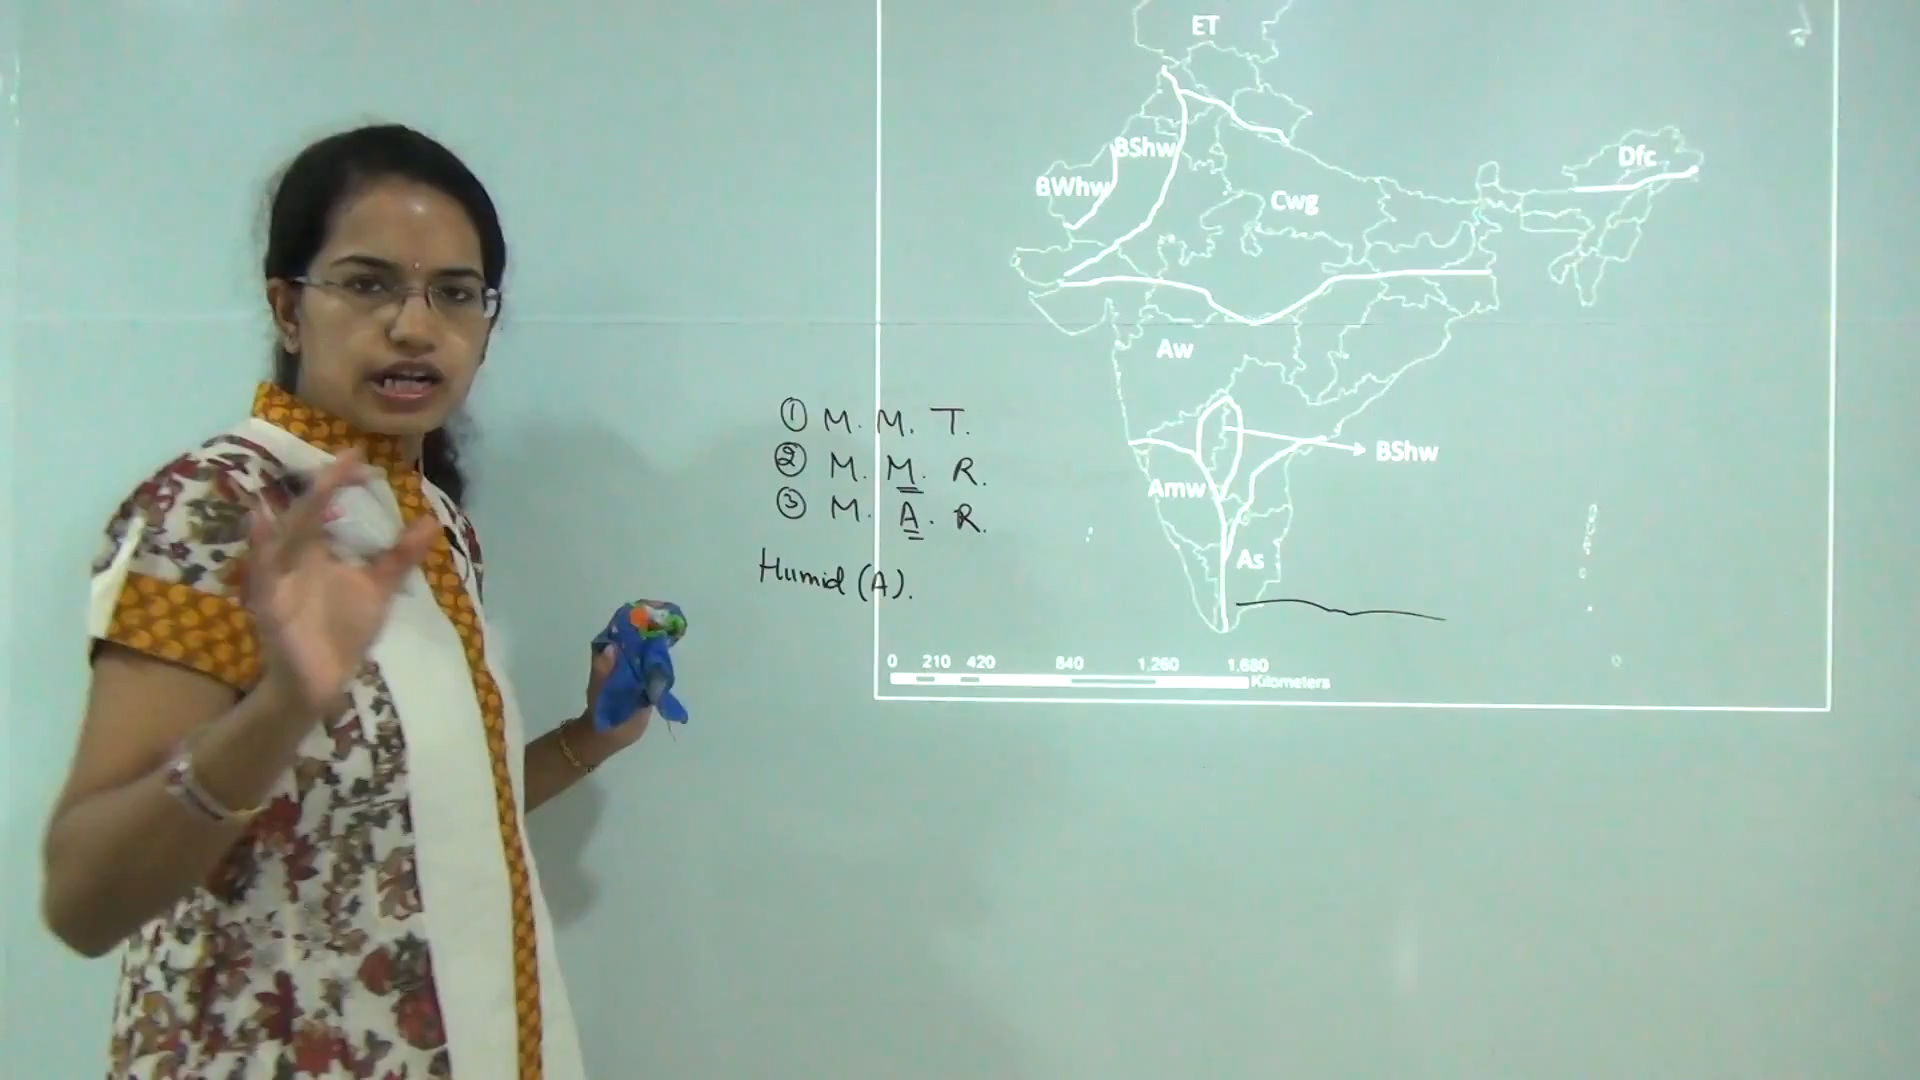 ET
BShw
BWhw
Cwg
Dfc
Aw
① M. M. T.
② M. M. R.
③ M. A. R.
BShw
Amw
As
Humid (A).
0 210 420 840 1,260 1,680
Kilometers